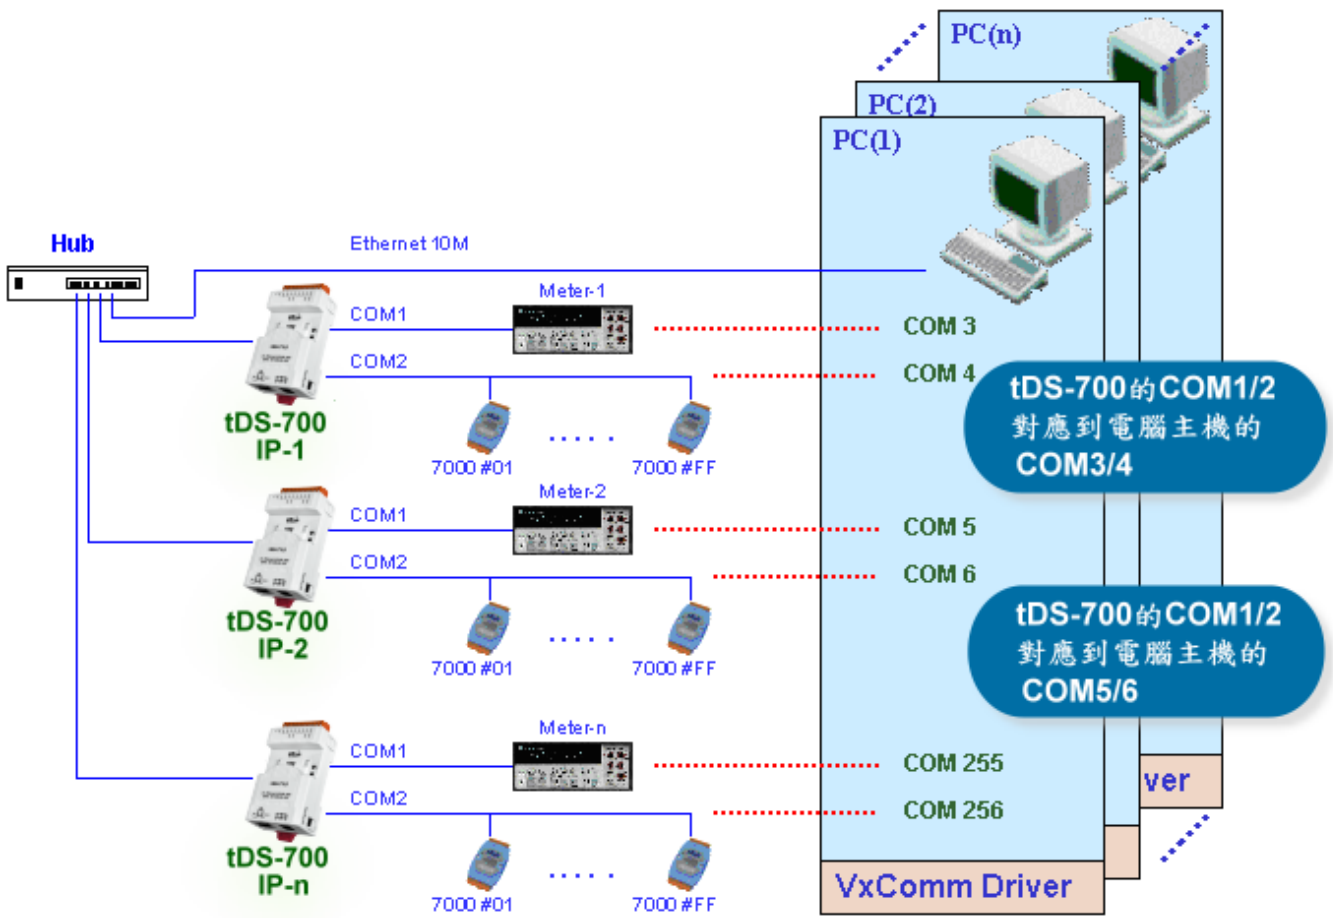 PC(n)
PC(2)
PC(1)
Hub
Ethernet 10M
COM1
Meter-1
COM 3
COM2
COM 4
tDS-700
IP-1
7000 #01
.....
7000 #FF
tDS-700的COM1/2
對應到電腦主機的
COM3/4
COM1
Meter-2
COM 5
COM2
COM 6
tDS-700
IP-2
7000 #01
.....
7000 #FF
tDS-700的COM1/2
對應到電腦主機的
COM5/6
COM1
Meter-n
COM 255
COM2
COM 256
tDS-700
IP-n
7000 #01
.....
7000 #FF
ver
VxComm Driver